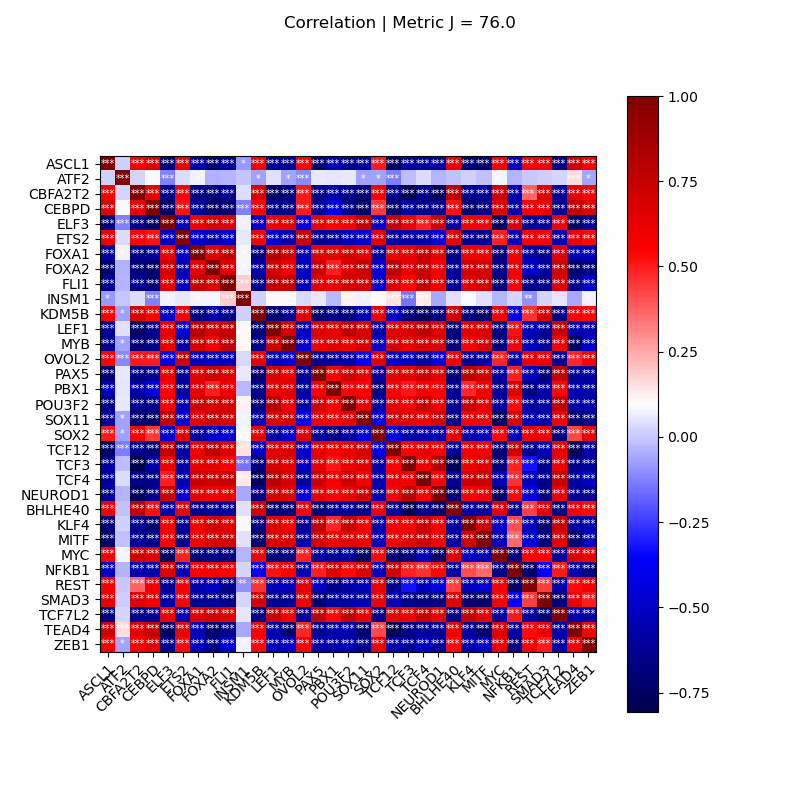 Correlation | Metric J = 76.0
ASCL1
ATF2
CBFA2T2
CEBPD
ELF3
ETS2
FOXA1
FOXA2
FLI1
INSM1
KDM5B
LEF1
MYB
OVOL2
PAX5
PBX1
POU3F2
SOX11
SOX2
TCF12
TCF3
TCF4
NEUROD1
BHLHE40
KLF4
MITF
MYC
NFKB1
REST
SMAD3
TCF7L2
TEAD4
ZEB1
ASCL1
ATF2
CBFA2T2
CEBPD
ELF3
ETS2
FOXA1
FOXA2
FLI1
INSM1
KDM5B
LEF1
MYB
OVOL2
PAX5
PBX1
POU3F2
SOX11
SOX2
TCF12
TCF3
TCF4
NEUROD1
BHLHE40
KLF4
MITF
MYC
NFKB1
REST
SMAD3
TCF7L2
TEAD4
ZEB1
1.00
0.75
0.50
0.25
0.00
−0.25
−0.50
−0.75